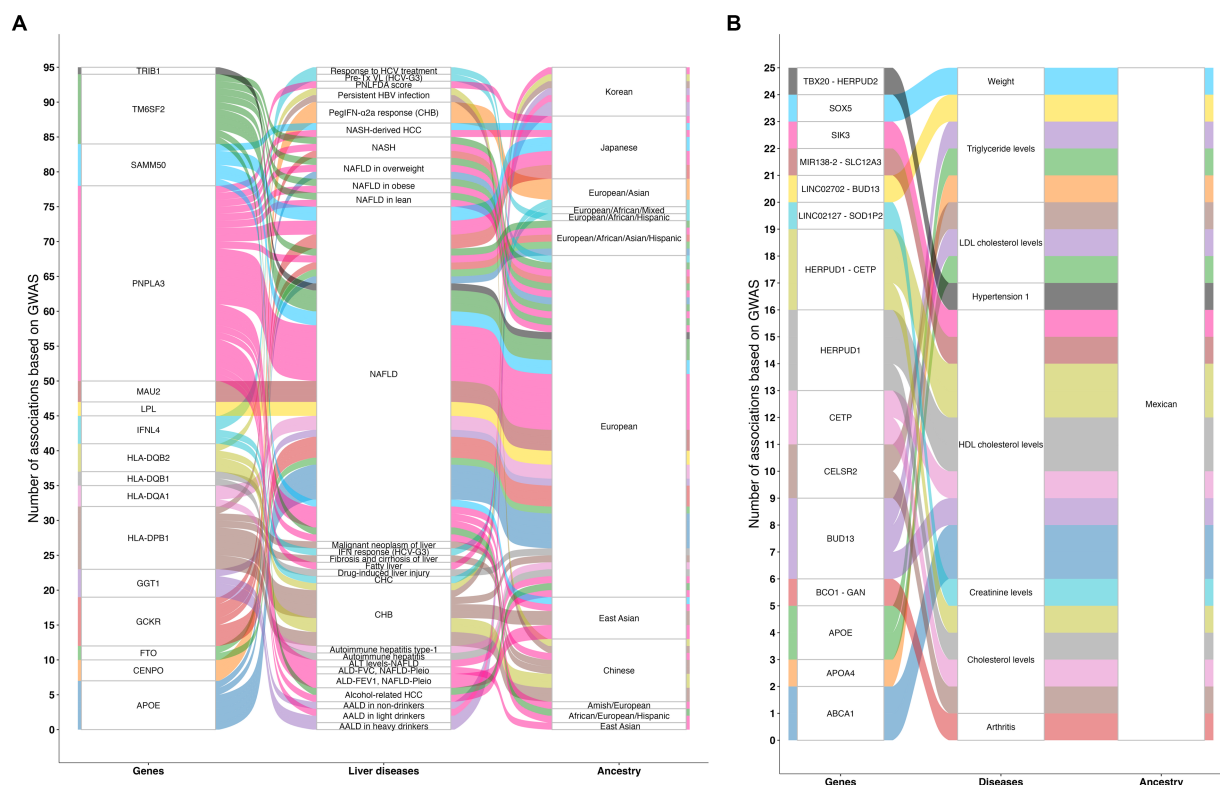 A
Number of associations based on GWAS
95
90
85
80
75
70
65
60
55
50
45
40
35
30
25
20
15
10
5
0
TRIB1
TM6SF2
SAMM50
PNPLA3
MAU2
LPL
IFNL4
HLA-DQB2
HLA-DQB1
HLA-DQA1
HLA-DPB1
GGT1
GCKR
FTO
CENPO
APOE
Response to HCV treatment
Pre-Tx VL (HCV-G3)
PNLFDA score
Persistent HBV infection
PegIFN-α2a response (CHB)
NASH-derived HCC
NASH
NAFLD in overweight
NAFLD in obese
NAFLD in lean
NAFLD
Malignant neoplasm of liver
IFN response (HCV-G3)
Fibrosis and cirrhosis of liver
Fatty liver
Drug-induced liver injury
CHC
CHB
Autoimmune hepatitis type-1
Autoimmune hepatitis
ALT levels-NAFLD
ALD-FVC, NAFLD-Pleio
ALD-FEV1, NAFLD-Pleio
Alcohol-related HCC
AALD in non-drinkers
AALD in light drinkers
AALD in heavy drinkers
Korean
Japanese
European/Asian
European/African/Mixed
European/African/Hispanic
European/African/Asian/Hispanic
European
East Asian
Chinese
Amish/European
African/European/Hispanic
East Asian
Genes
Liver diseases
Ancestry
B
Number of associations based on GWAS
25
24
23
22
21
20
19
18
17
16
15
14
13
12
11
10
9
8
7
6
5
4
3
2
1
0
TBX20 - HERPUD2
SOX5
SIK3
MIR138-2 - SLC12A3
LINC02702 - BUD13
LINC02127 - SOD1P2
HERPUD1 - CETP
HERPUD1
CETP
CELSR2
BUD13
BCO1 - GAN
APOE
APOA4
ABCA1
Weight
Triglyceride levels
LDL cholesterol levels
Hypertension 1
HDL cholesterol levels
Creatinine levels
Cholesterol levels
Arthritis
Mexican
Genes
Diseases
Ancestry